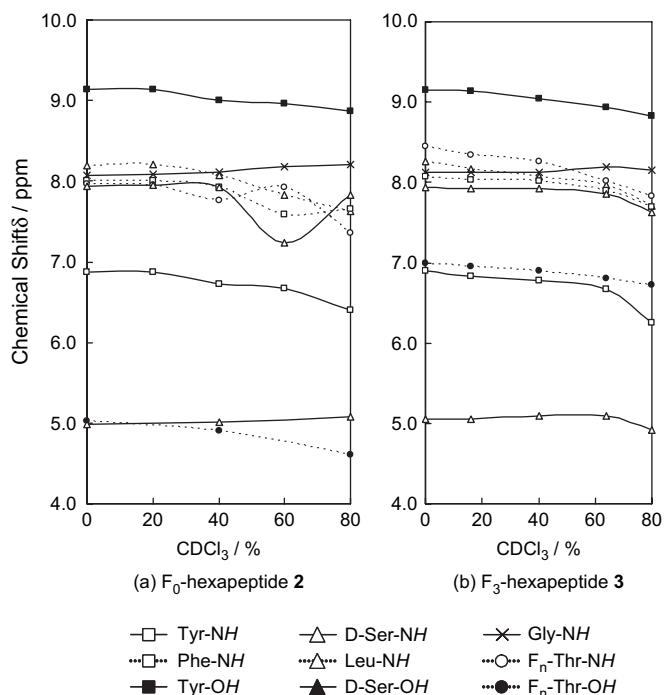 10.0
9.0
8.0
7.0
6.0
5.0
4.0
Chemical Shiftδ / ppm
0 20 40 60 80
CDCl₃ / %
(a) F₀-hexapeptide 2
10.0
9.0
8.0
7.0
6.0
5.0
4.0
0 20 40 60 80
CDCl₃ / %
(b) F₃-hexapeptide 3
Tyr-NH D-Ser-NH Gly-NH
Phe-NH Leu-NH Fₙ-Thr-NH
Tyr-OH D-Ser-OH Fₙ-Thr-OH